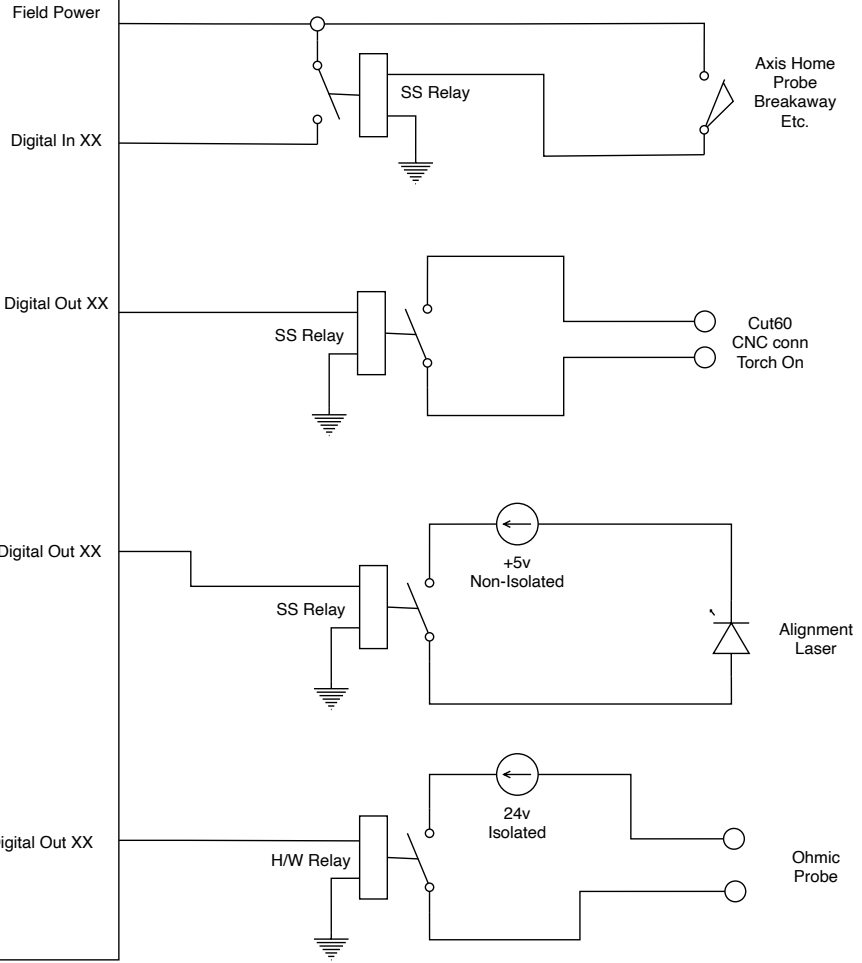 Field Power
SS Relay
Axis Home
Probe
Breakaway
Etc.
Digital In XX
Digital Out XX
SS Relay
Cut60
CNC conn
Torch On
Digital Out XX
+5v
Non-Isolated
SS Relay
Alignment
Laser
24v
Isolated
Digital Out XX
H/W Relay
Ohmic
Probe